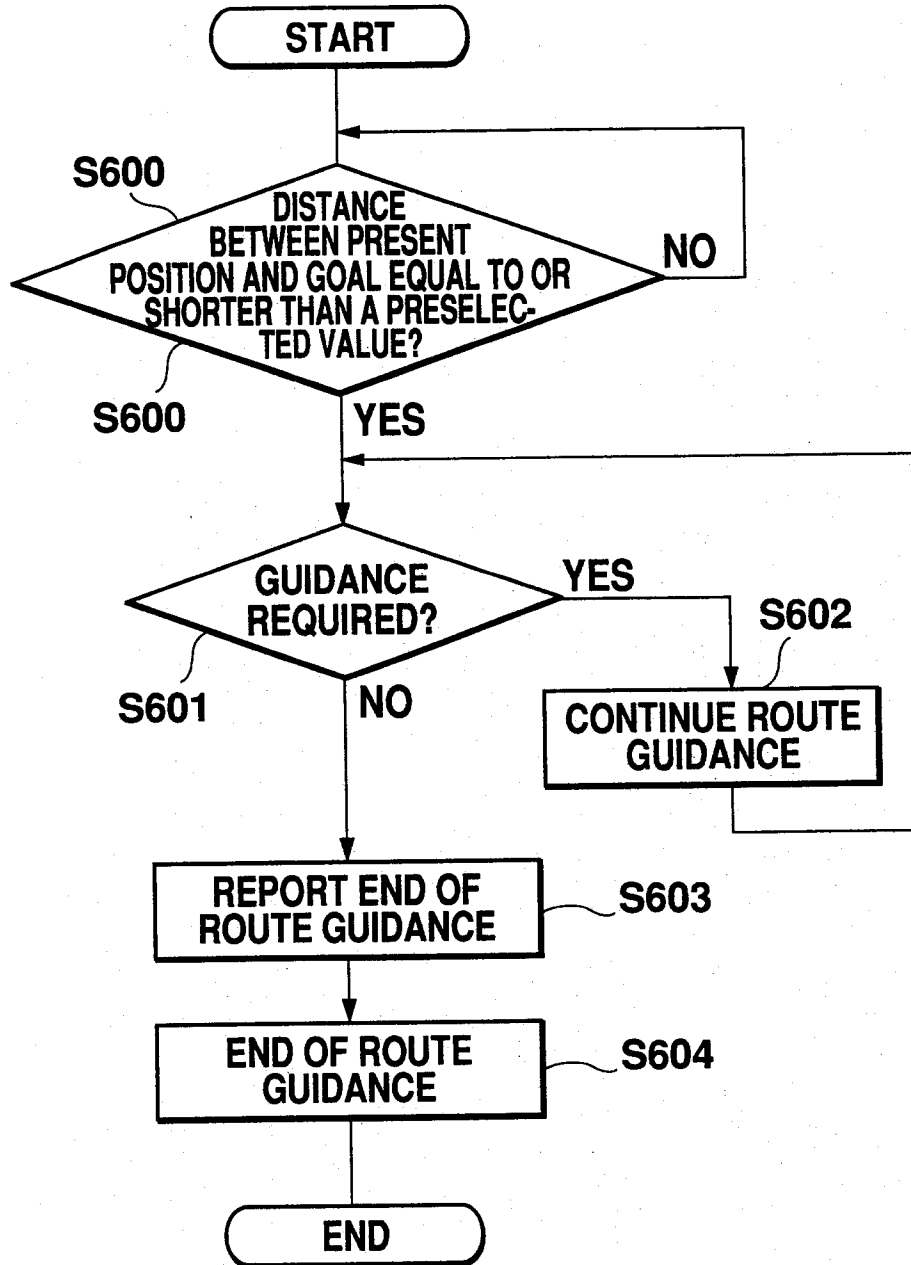 START
S600
DISTANCE
BETWEEN PRESENT
POSITION AND GOAL EQUAL TO OR
SHORTER THAN A PRESELEC-
TED VALUE?
NO
S600
YES
GUIDANCE
REQUIRED?
YES
S601
NO
S602
CONTINUE ROUTE
GUIDANCE
REPORT END OF
ROUTE GUIDANCE
S603
END OF ROUTE
GUIDANCE
S604
END